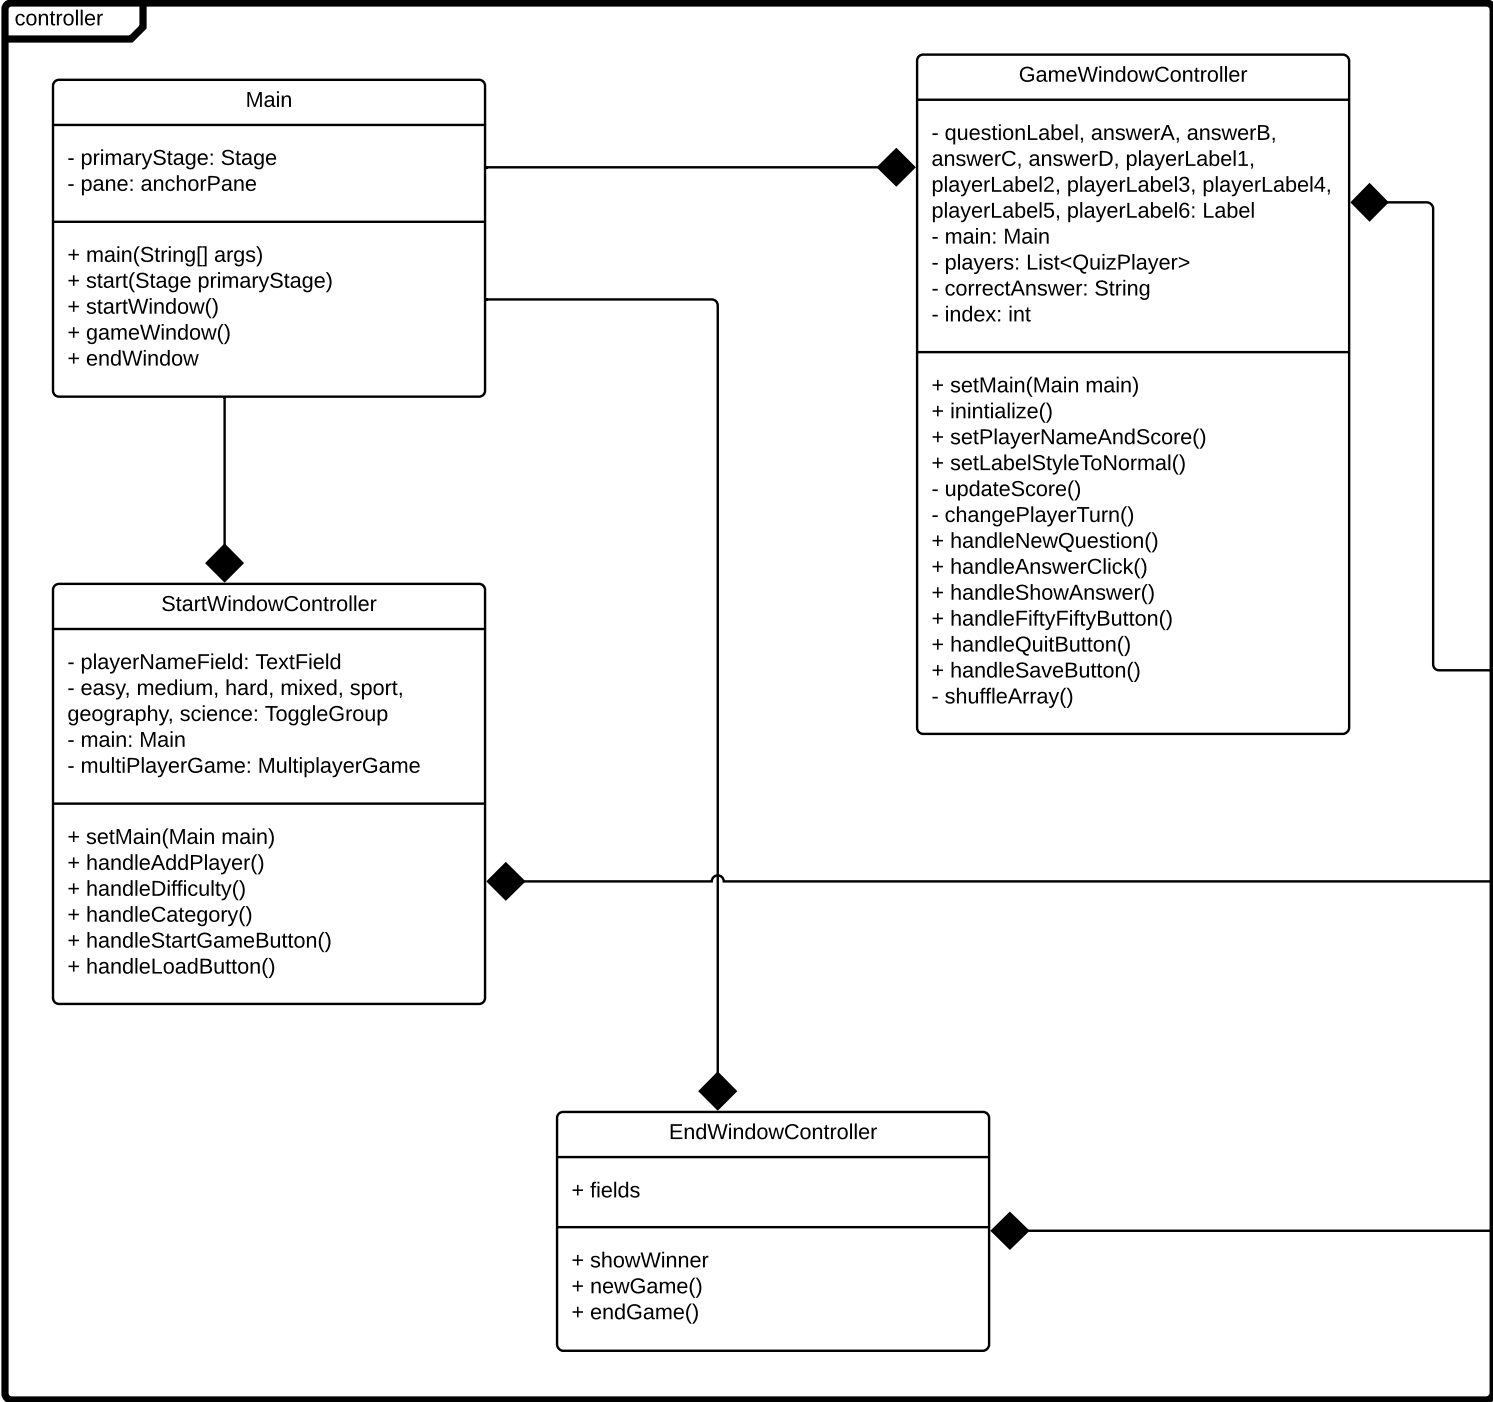 controller
Main
- primaryStage: Stage
- pane: anchorPane
+ main(String[] args)
+ start(Stage primaryStage)
+ startWindow()
+ gameWindow()
+ endWindow
GameWindowController
- questionLabel, answerA, answerB,
answerC, answerD, playerLabel1,
playerLabel2, playerLabel3, playerLabel4,
playerLabel5, playerLabel6: Label
- main: Main
- players: List<QuizPlayer>
- correctAnswer: String
- index: int
+ setMain(Main main)
+ inintialize()
+ setPlayerNameAndScore()
+ setLabelStyleToNormal()
- updateScore()
- changePlayerTurn()
+ handleNewQuestion()
+ handleAnswerClick()
+ handleShowAnswer()
+ handleFiftyFiftyButton()
+ handleQuitButton()
+ handleSaveButton()
- shuffleArray()
StartWindowController
- playerNameField: TextField
- easy, medium, hard, mixed, sport,
geography, science: ToggleGroup
- main: Main
- multiPlayerGame: MultiplayerGame
+ setMain(Main main)
+ handleAddPlayer()
+ handleDifficulty()
+ handleCategory()
+ handleStartGameButton()
+ handleLoadButton()
EndWindowController
+ fields
+ showWinner
+ newGame()
+ endGame()